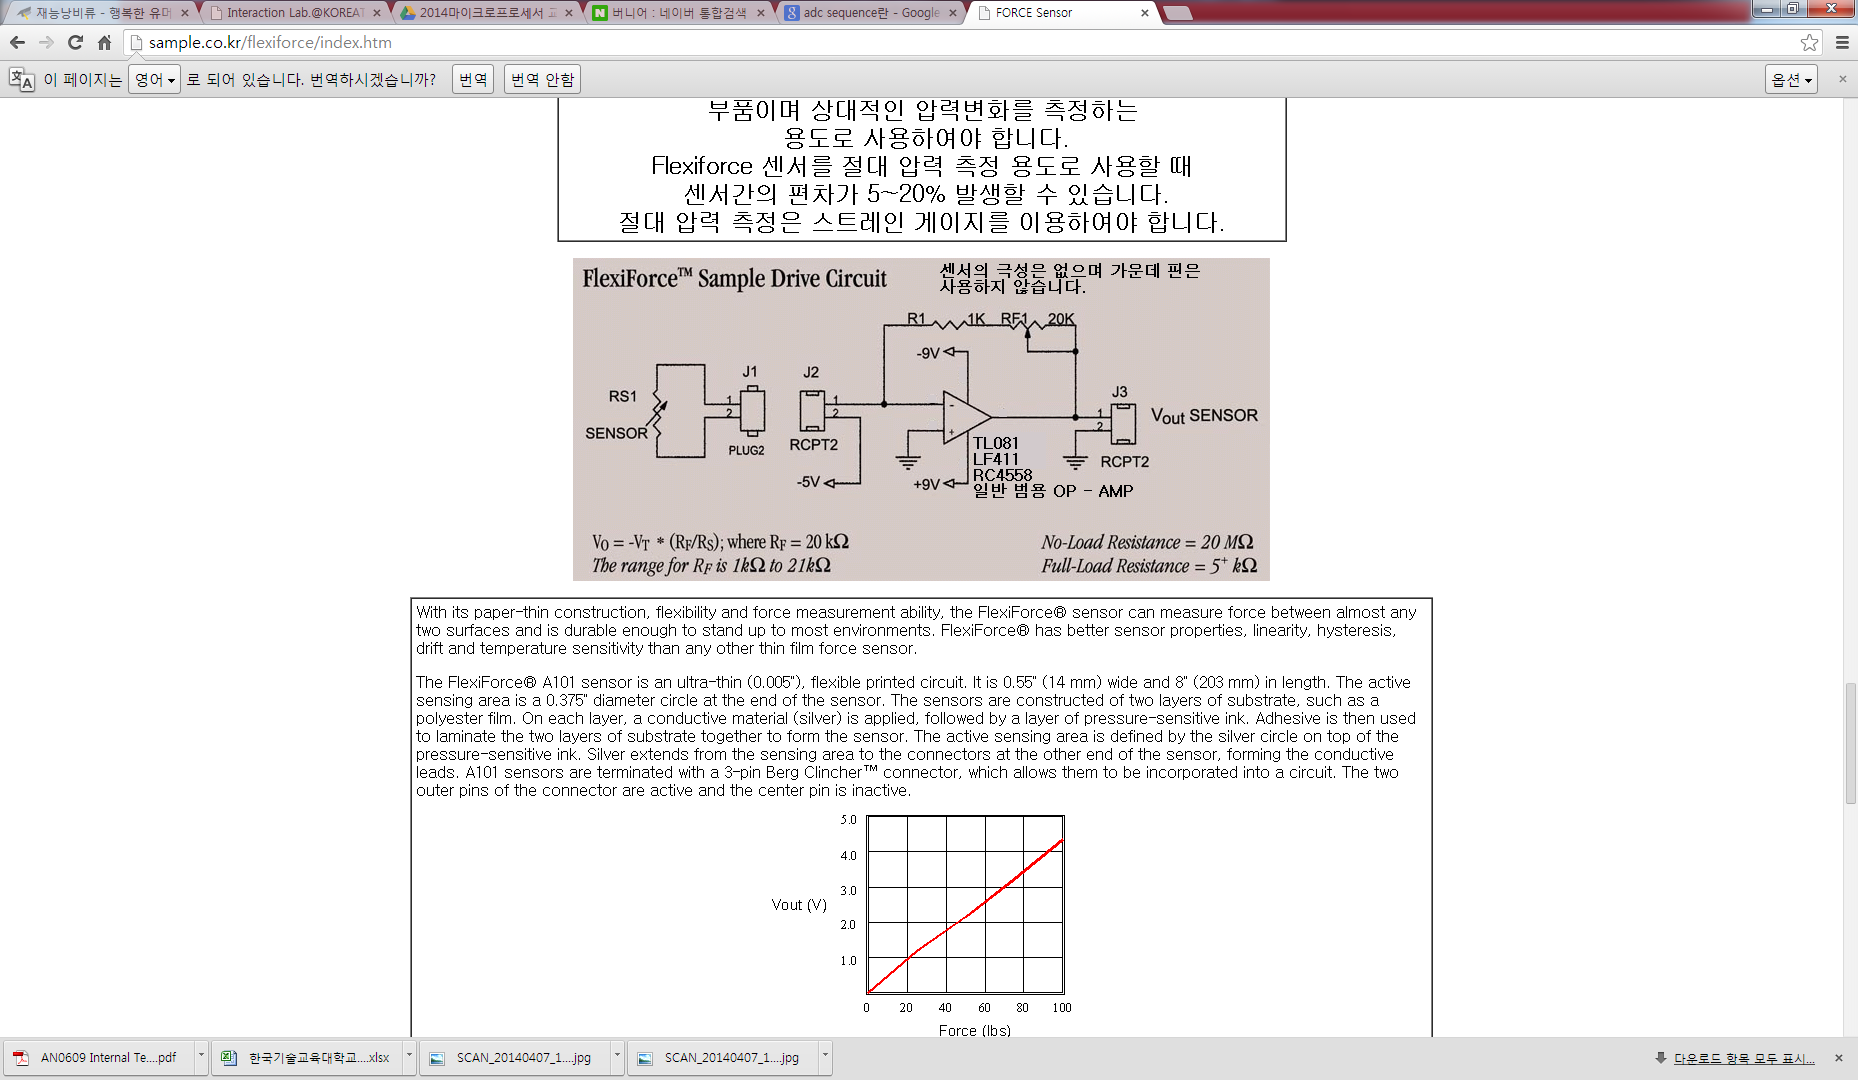 재능낭비류 - 행복한 유머
Interaction Lab.@KOREAT
2014마이크로프로세서 교
버니어 : 네이버 통합검색
adc sequence란 - Google
FORCE Sensor
sample.co.kr/flexiforce/index.htm
이 페이지는 영어 로 되어 있습니다. 번역하시겠습니까? 번역 번역 안함 옵션
부품이며 상대적인 압력변화를 측정하는
용도로 사용하여야 합니다.
Flexiforce 센서를 절대 압력 측정 용도로 사용할 때
센서간의 편차가 5~20% 발생할 수 있습니다.
절대 압력 측정은 스트레인 게이지를 이용하여야 합니다.
FlexiForce™ Sample Drive Circuit
센서의 극성은 없으며 가운데 핀은
사용하지 않습니다.
R1 1K RF1 20K
-9V
J1 J2 J3
RS1
SENSOR
1
2
PLUG2
1
2
RCPT2
-5V
-
+
+9V
TL081
LF411
RC4558
일반 범용 OP - AMP
1
2
Vout SENSOR
RCPT2
VO = -VT * (RF/RS); where RF = 20 kΩ
The range for RF is 1kΩ to 21kΩ
No-Load Resistance = 20 MΩ
Full-Load Resistance = 5+ kΩ
With its paper-thin construction, flexibility and force measurement ability, the FlexiForce® sensor can measure force between almost any
two surfaces and is durable enough to stand up to most environments. FlexiForce® has better sensor properties, linearity, hysteresis,
drift and temperature sensitivity than any other thin film force sensor.
The FlexiForce® A101 sensor is an ultra-thin (0.005"), flexible printed circuit. It is 0.55" (14 mm) wide and 8" (203 mm) in length. The active
sensing area is a 0.375" diameter circle at the end of the sensor. The sensors are constructed of two layers of substrate, such as a
polyester film. On each layer, a conductive material (silver) is applied, followed by a layer of pressure-sensitive ink. Adhesive is then used
to laminate the two layers of substrate together to form the sensor. The active sensing area is defined by the silver circle on top of the
pressure-sensitive ink. Silver extends from the sensing area to the connectors at the other end of the sensor, forming the conductive
leads. A101 sensors are terminated with a 3-pin Berg Clincher™ connector, which allows them to be incorporated into a circuit. The two
outer pins of the connector are active and the center pin is inactive.
5.0
4.0
3.0
Vout (V)
2.0
1.0
0 20 40 60 80 100
Force (lbs)
AN0609 Internal Te....pdf
한국기술교육대학교....xlsx
SCAN_20140407_1....jpg
SCAN_20140407_1....jpg
다운로드 항목 모두 표시...